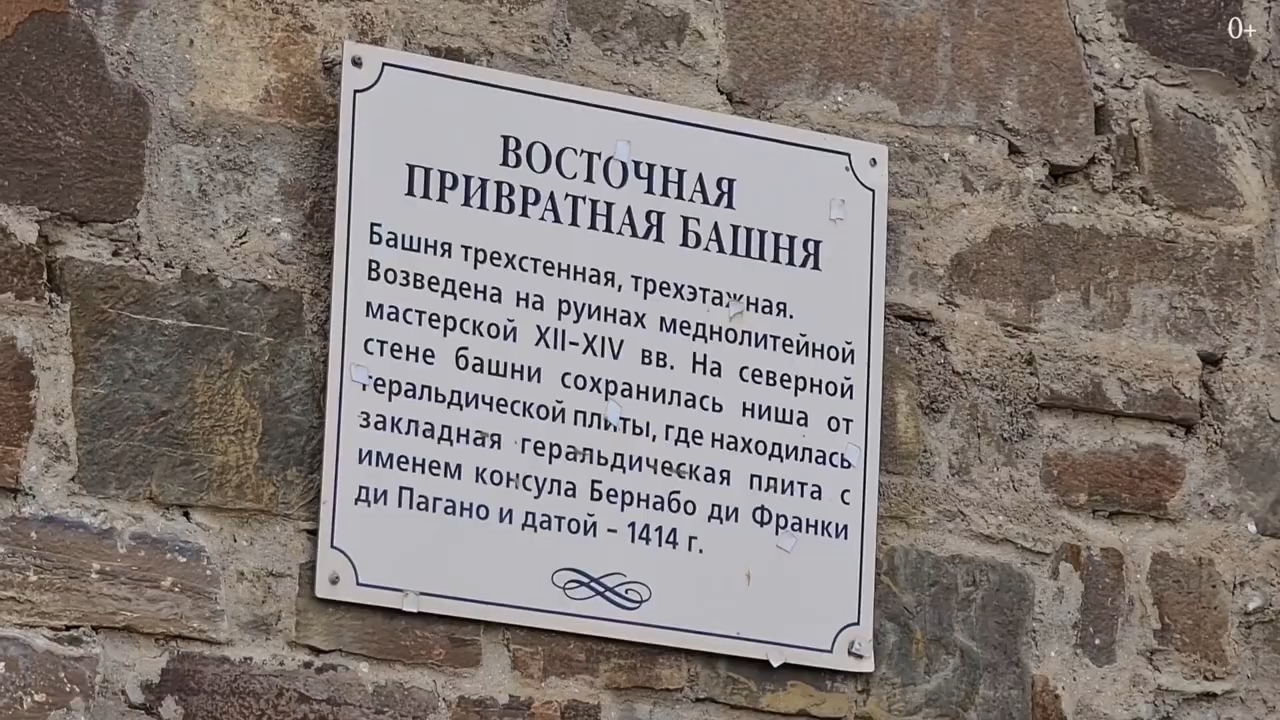 0+
ВОСТОЧНАЯ
ПРИВРАТНАЯ БАШНЯ
Башня трехстенная, трехэтажная.
Возведена на руинах меднолитейной
мастерской XII–XIV вв. На северной
стене башни сохранилась ниша от
геральдической плиты, где находилась
закладная геральдическая плита с
именем консула Бернабо ди Франки
ди Пагано и датой – 1414 г.